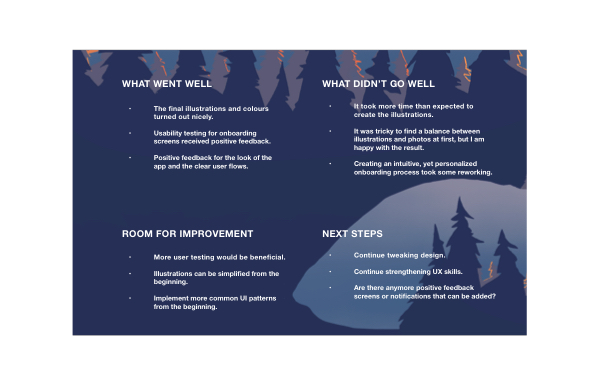 WHAT WENT WELL
· The final illustrations and colours
turned out nicely.
· Usability testing for onboarding
screens received positive feedback.
· Positive feedback for the look of the
app and the clear user flows.
WHAT DIDN'T GO WELL
· It took more time than expected to
create the illustrations.
· It was tricky to find a balance between
illustrations and photos at first, but I am
happy with the result.
· Creating an intuitive, yet personalized
onboarding process took some reworking.
ROOM FOR IMPROVEMENT
· More user testing would be beneficial.
· Illustrations can be simplified from the
beginning.
· Implement more common UI patterns
from the beginning.
NEXT STEPS
· Continue tweaking design.
· Continue strengthening UX skills.
· Are there anymore positive feedback
screens or notifications that can be added?